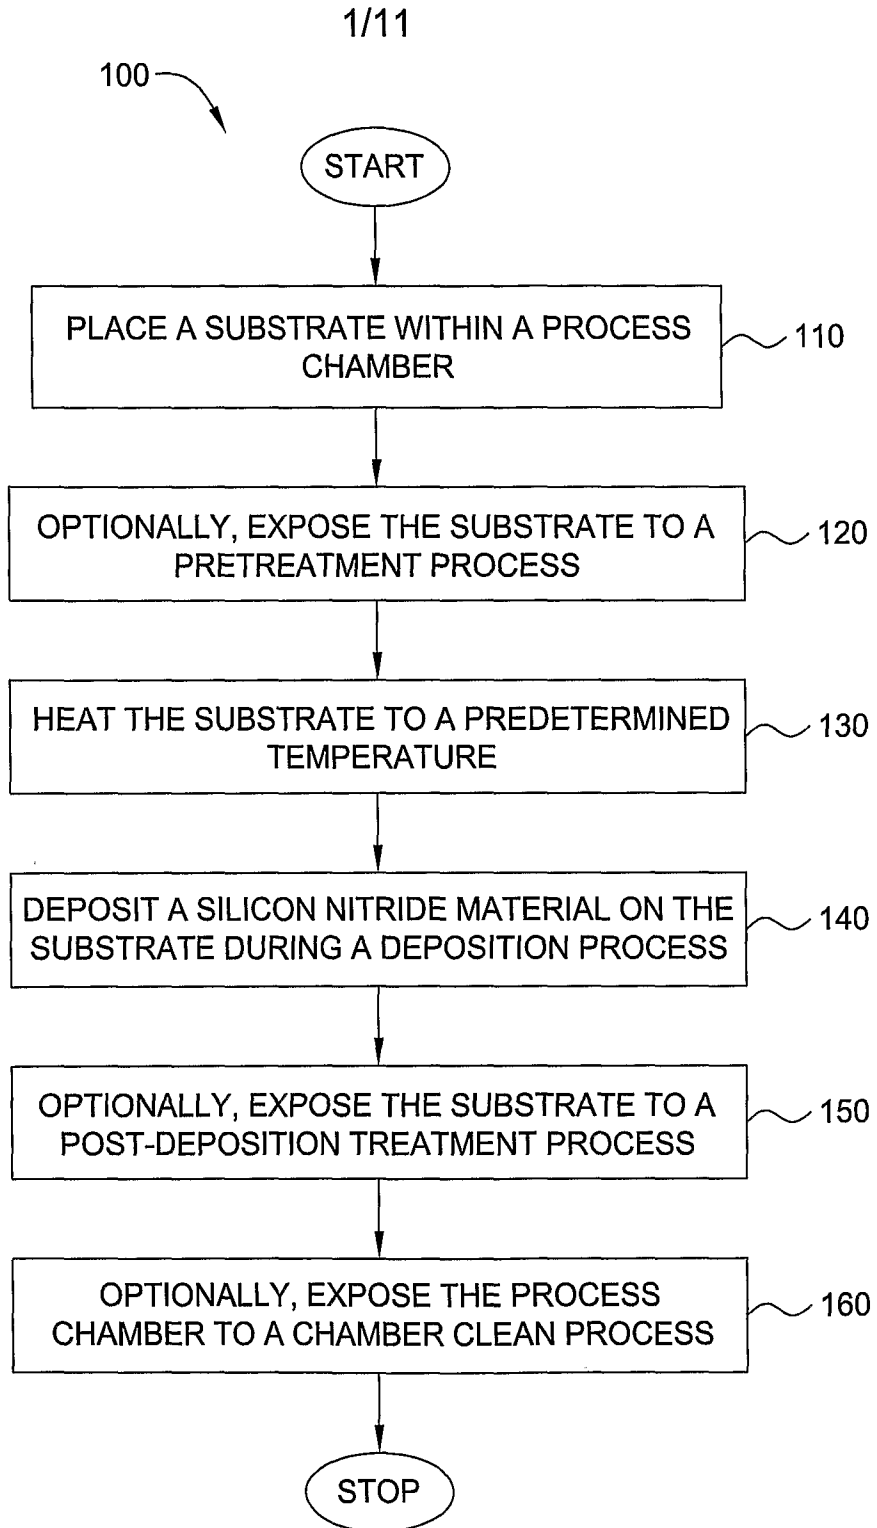 1/11
100
START
PLACE A SUBSTRATE WITHIN A PROCESS
CHAMBER
110
OPTIONALLY, EXPOSE THE SUBSTRATE TO A
PRETREATMENT PROCESS
120
HEAT THE SUBSTRATE TO A PREDETERMINED
TEMPERATURE
130
DEPOSIT A SILICON NITRIDE MATERIAL ON THE
SUBSTRATE DURING A DEPOSITION PROCESS
140
OPTIONALLY, EXPOSE THE SUBSTRATE TO A
POST-DEPOSITION TREATMENT PROCESS
150
OPTIONALLY, EXPOSE THE PROCESS
CHAMBER TO A CHAMBER CLEAN PROCESS
160
STOP